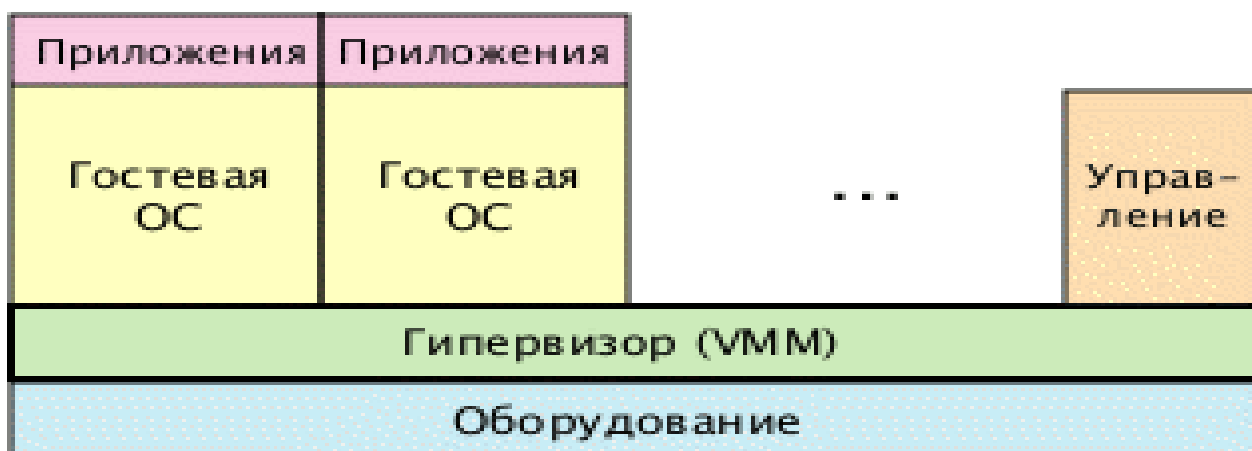 Приложения
Приложения
Гостевая
ОС
Гостевая
ОС
...
Управ-
ление
Гипервизор (VMM)
Оборудование